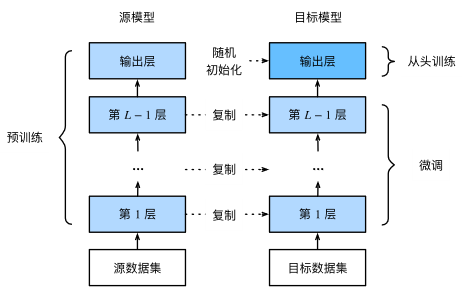 源模型 目标模型
输出层 随机初始化 输出层 从头训练
第 L − 1 层 复制 第 L − 1 层
预训练 ... 复制 ... 微调
第 1 层 复制 第 1 层
源数据集 目标数据集